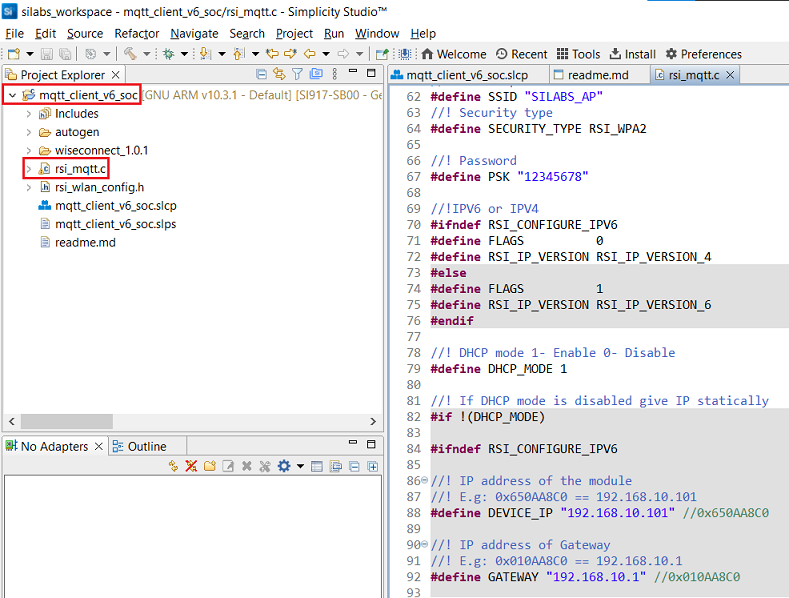 silabs_workspace - mqtt_client_v6_soc/rsi_mqtt.c - Simplicity Studio™
File Edit Source Refactor Navigate Search Project Run Window Help
Welcome Recent Tools Install Preferences
Project Explorer
mqtt_client_v6_soc [GNU ARM v10.3.1 - Default] [SI917-SB00 - Ge
Includes
autogen
wiseconnect_1.0.1
rsi_mqtt.c
rsi_wlan_config.h
mqtt_client_v6_soc.slcp
mqtt_client_v6_soc.slps
readme.md
No Adapters Outline
mqtt_client_v6_soc.slcp readme.md rsi_mqtt.c
62 #define SSID "SILABS_AP"
63 //! Security type
64 #define SECURITY_TYPE RSI_WPA2
65
66 //! Password
67 #define PSK "12345678"
68
69 //!IPV6 or IPV4
70 #ifndef RSI_CONFIGURE_IPV6
71 #define FLAGS 0
72 #define RSI_IP_VERSION RSI_IP_VERSION_4
73 #else
74 #define FLAGS 1
75 #define RSI_IP_VERSION RSI_IP_VERSION_6
76 #endif
77
78 //! DHCP mode 1- Enable 0- Disable
79 #define DHCP_MODE 1
80
81 //! If DHCP mode is disabled give IP statically
82 #if !(DHCP_MODE)
83
84 #ifndef RSI_CONFIGURE_IPV6
85
86 //! IP address of the module
87 //! E.g: 0x650AA8C0 == 192.168.10.101
88 #define DEVICE_IP "192.168.10.101" //0x650AA8C0
89
90 //! IP address of Gateway
91 //! E.g: 0x010AA8C0 == 192.168.10.1
92 #define GATEWAY "192.168.10.1" //0x010AA8C0
93